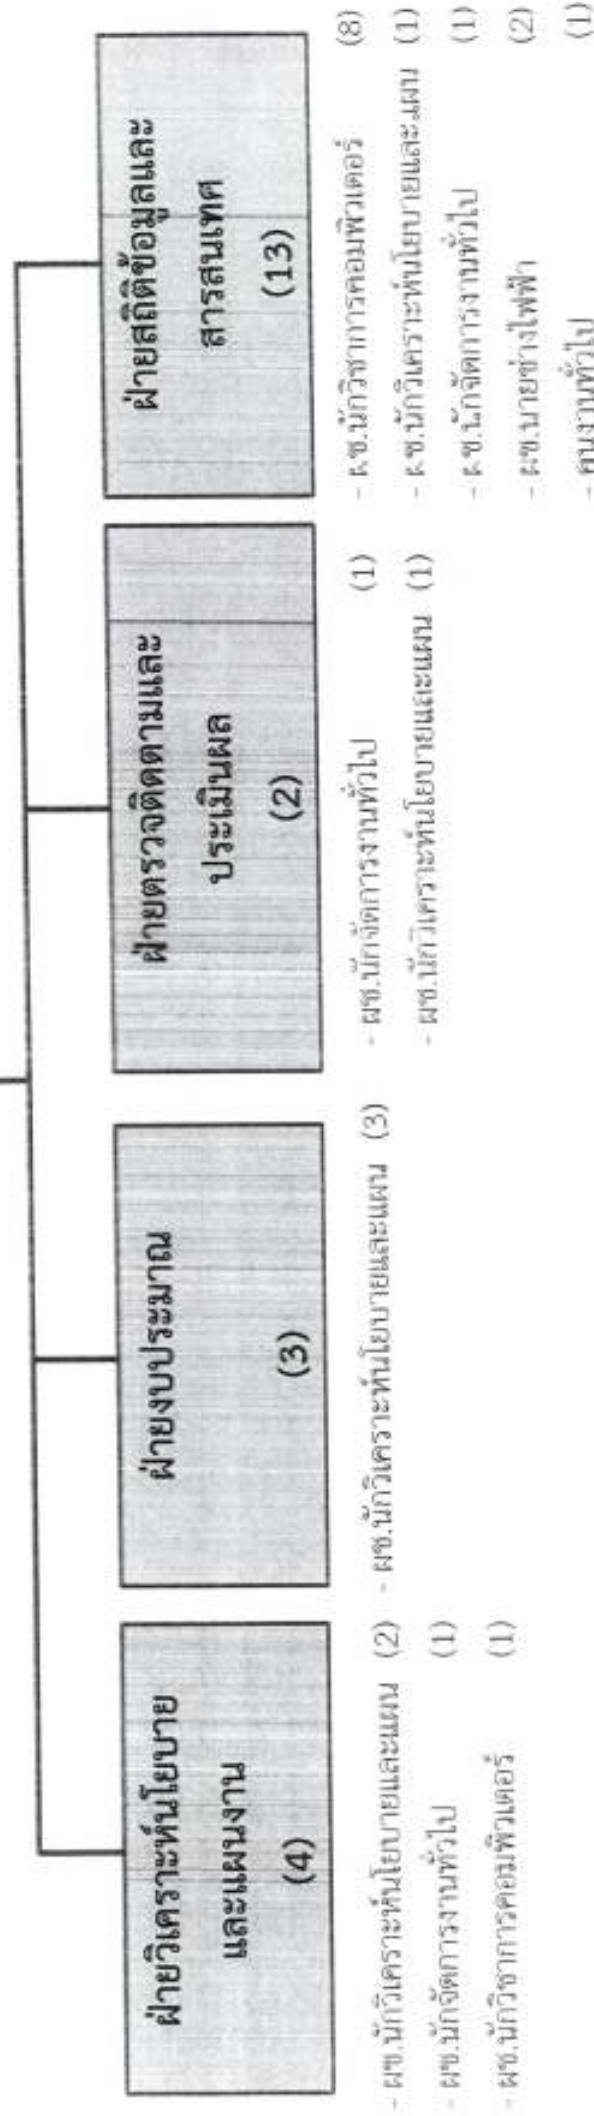 ฝ่ายวิเคราะห์นโยบาย
และแผนงาน
(4)
- ผช.นักวิเคราะห์นโยบายและแผน (2)
- ผช.นักจัดการงานทั่วไป (1)
- ผช.นักวิชาการคอมพิวเตอร์ (1)
ฝ่ายงบประมาณ
(3)
- ผช.นักวิเคราะห์นโยบายและแผน (3)
ฝ่ายตรวจติดตามและ
ประเมินผล
(2)
- ผช.นักจัดการงานทั่วไป (1)
- ผช.นักวิเคราะห์นโยบายและแผน (1)
ฝ่ายสถิติข้อมูลและ
สารสนเทศ
(13)
- ผช.นักวิชาการคอมพิวเตอร์ (8)
- ผช.นักวิเคราะห์นโยบายและแผน (1)
- ผช.นักจัดการงานทั่วไป (1)
- ผช.นายช่างไฟฟ้า (2)
- คนงานทั่วไป (1)